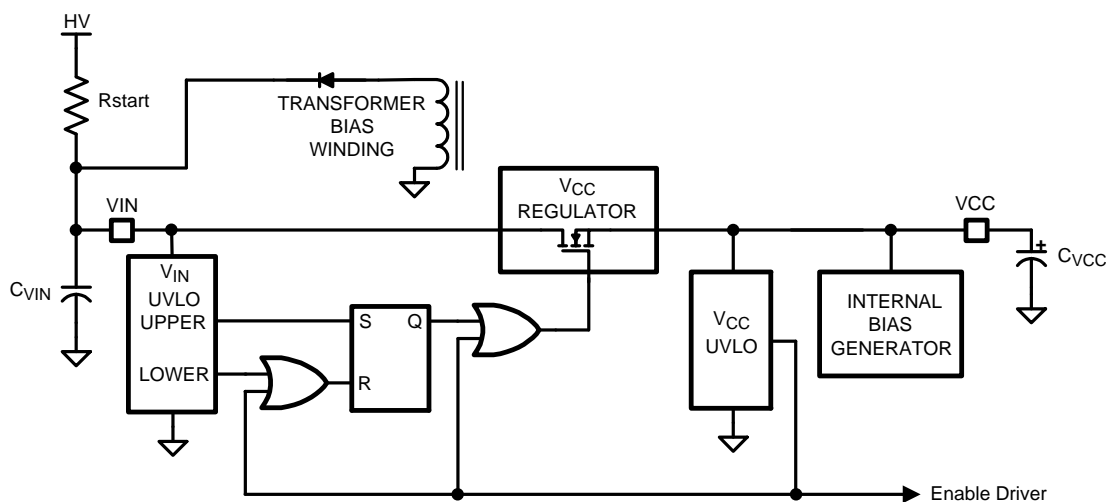 HV
Rstart
TRANSFORMER
BIAS
WINDING
VIN
VCC
REGULATOR
VCC
CVIN
VIN
UVLO
UPPER
LOWER
S
Q
R
VCC
UVLO
INTERNAL
BIAS
GENERATOR
+
CVCC
Enable Driver